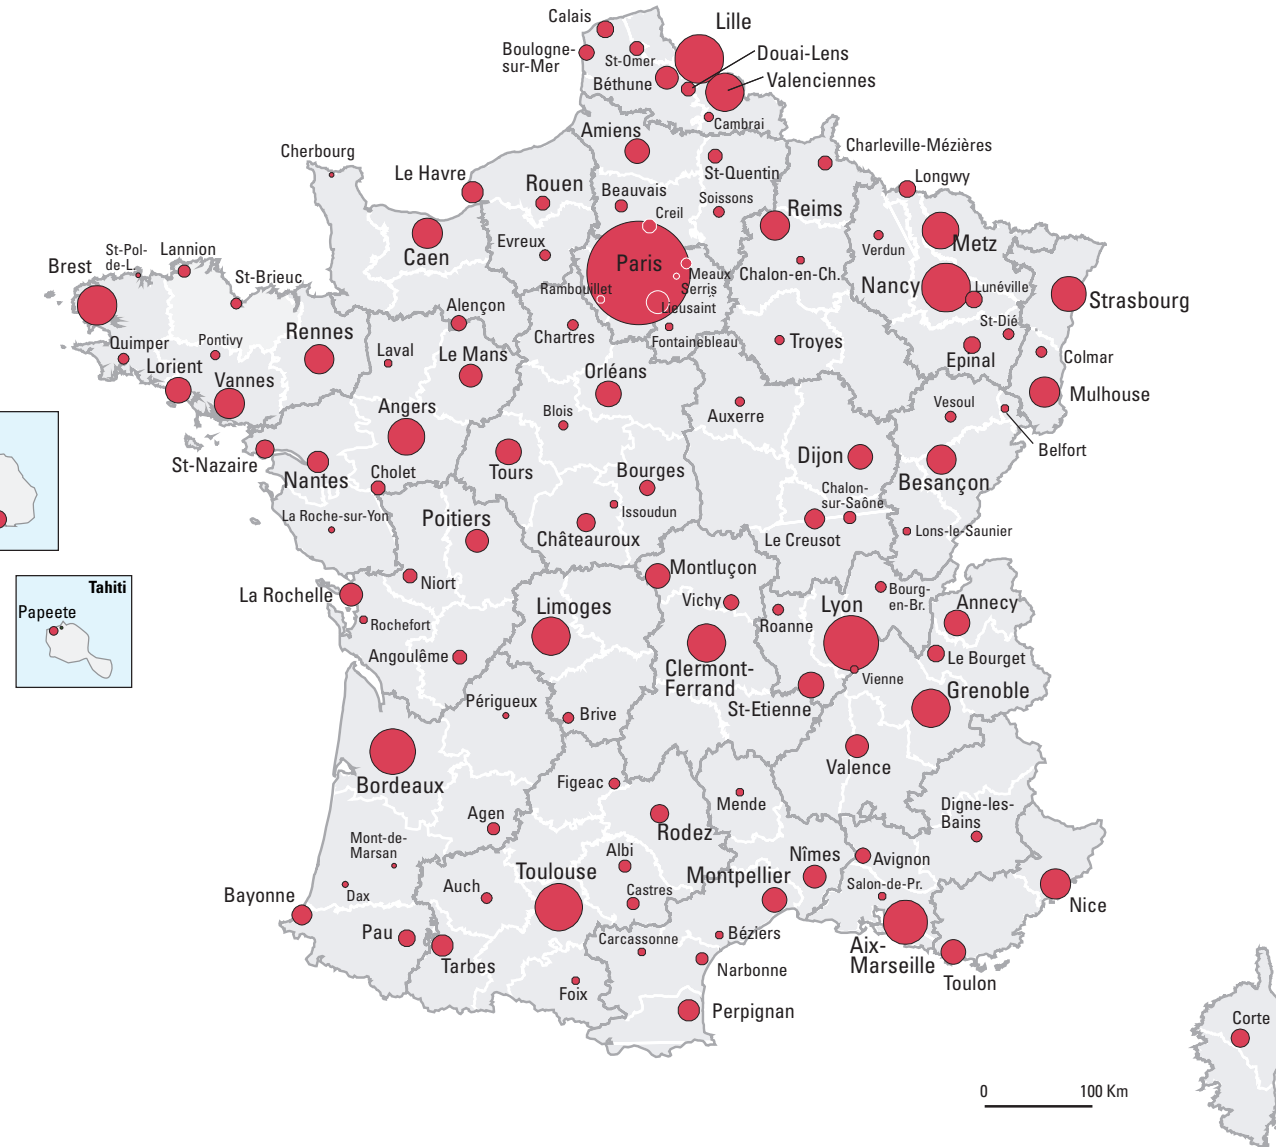 Calais
Lille
Boulogne-
sur-Mer
St-Omer
Douai-Lens
Béthune
Valenciennes
Cambrai
Amiens
Cherbourg
Charleville-Mézières
Le Havre
St-Quentin
Longwy
Rouen
Beauvais
Soissons
Reims
Creil
Caen
Evreux
Verdun
Metz
St-Pol-
de-L.
Lannion
Brest
Paris
Meaux
Chalon-en-Ch.
St-Brieuc
Rambouillet
Serris
Nancy
Lunéville
Strasbourg
Alençon
Lieusaint
Rennes
Chartres
Fontainebleau
Troyes
St-Dié
Quimper
Pontivy
Laval
Le Mans
Epinal
Colmar
Lorient
Vannes
Orléans
Mulhouse
Angers
Blois
Auxerre
Vesoul
Belfort
St-Nazaire
Nantes
Cholet
Tours
Bourges
Dijon
Besançon
Chalon-
sur-Saône
La Roche-sur-Yon
Poitiers
Issoudun
Châteauroux
Le Creusot
Lons-le-Saunier
Tahiti
Papeete
La Rochelle
Niort
Montluçon
Bourg-
en-Br.
Limoges
Vichy
Lyon
Annecy
Rochefort
Roanne
Angoulême
Le Bourget
Clermont-
Ferrand
Vienne
Grenoble
Périgueux
Brive
St-Etienne
Valence
Bordeaux
Figeac
Mende
Digne-les-
Bains
Agen
Rodez
Mont-de-
Marsan
Albi
Nîmes
Avignon
Toulouse
Montpellier
Salon-de-Pr.
Bayonne
Dax
Auch
Castres
Nice
Pau
Carcassonne
Béziers
Aix-
Marseille
Tarbes
Narbonne
Toulon
Foix
Perpignan
Corte
0 100 Km